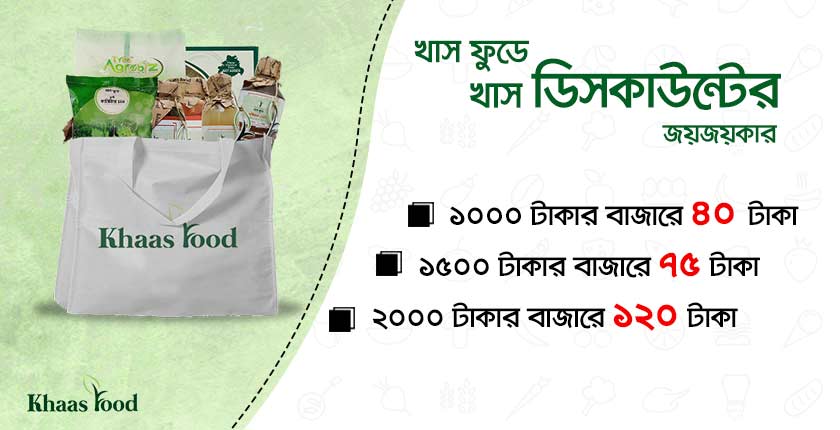 খাস ফুডে
খাস ডিসকাউন্টের
জয়জয়কার
১০০০ টাকার বাজারে ৪০ টাকা
১৫০০ টাকার বাজারে ৭৫ টাকা
২০০০ টাকার বাজারে ১২০ টাকা
Khaas Food
Khaas Food